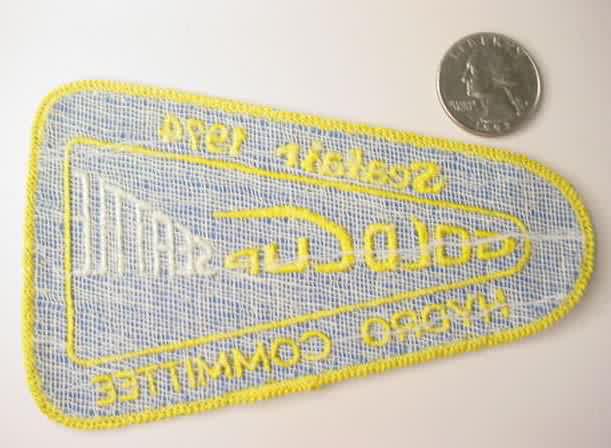 Seafair 1974
GOLD CUP
SEATTLE
HYDRO COMMITTEE
LIBERTY